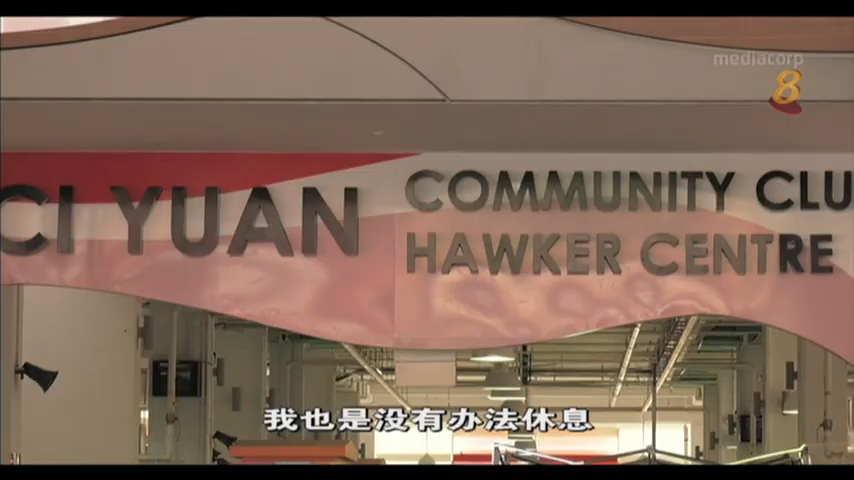 mediacorp
8
CI YUAN
COMMUNITY CLU
HAWKER CENTRE
我也是没有办法休息